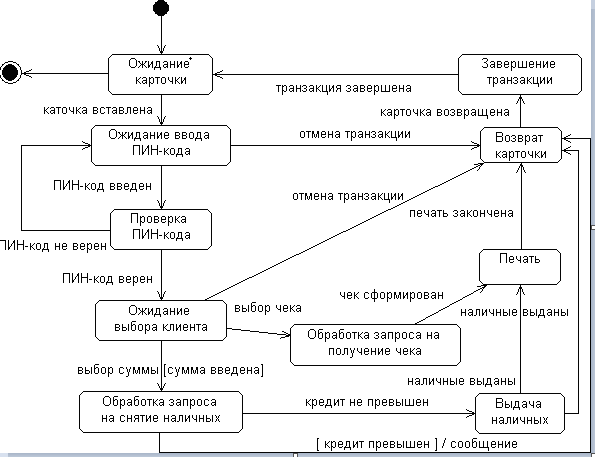 Ожидание
карточки
Завершение
транзакции
транзакция завершена
каточка вставлена
карточка возвращена
Ожидание ввода
ПИН-кода
отмена транзакции
Возврат
карточки
ПИН-код введен
отмена транзакции
печать закончена
Проверка
ПИН-кода
ПИН-код не верен
ПИН-код верен
Печать
чек сформирован
Ожидание
выбора клиента
выбор чека
наличные выданы
Обработка запроса на
получение чека
выбор суммы [сумма введена]
наличные выданы
Обработка запроса
на снятие наличных
кредит не превышен
Выдача
наличных
[ кредит превышен ] / сообщение